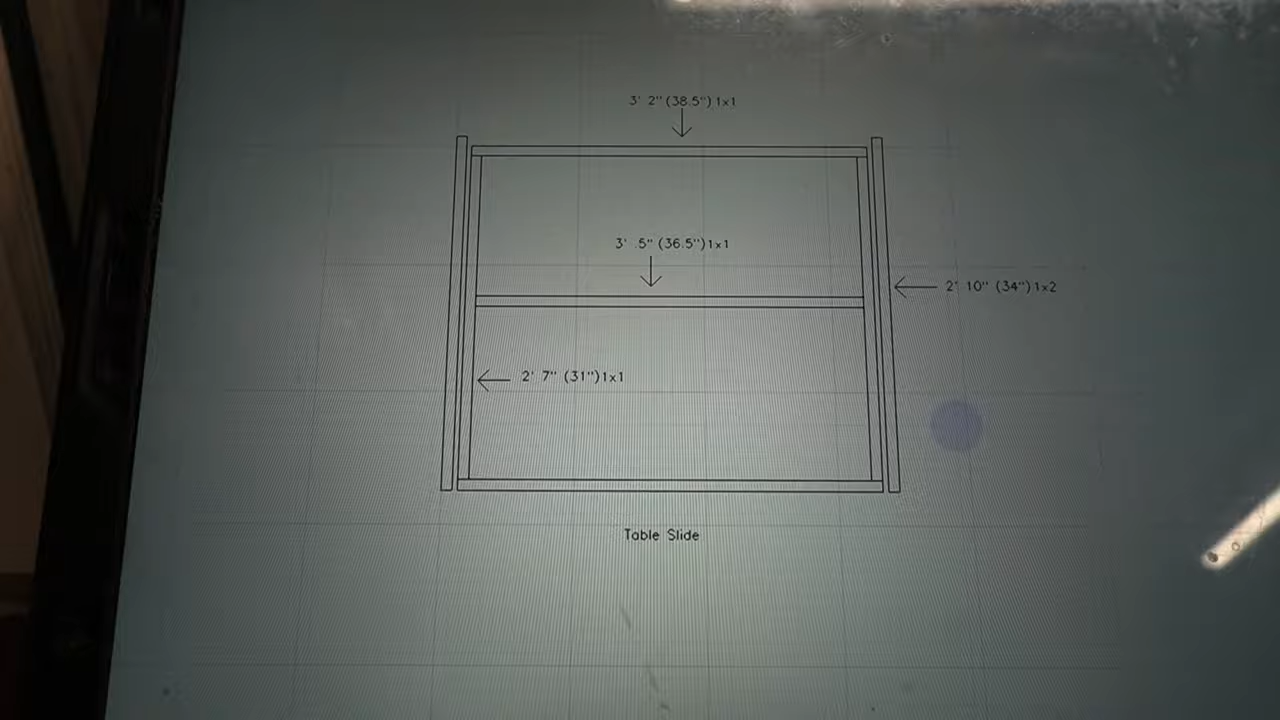 3' 2" (38.5") 1x1
3' .5" (36.5") 1x1
2' 10" (34") 1x2
2' 7" (31") 1x1
Table Slide